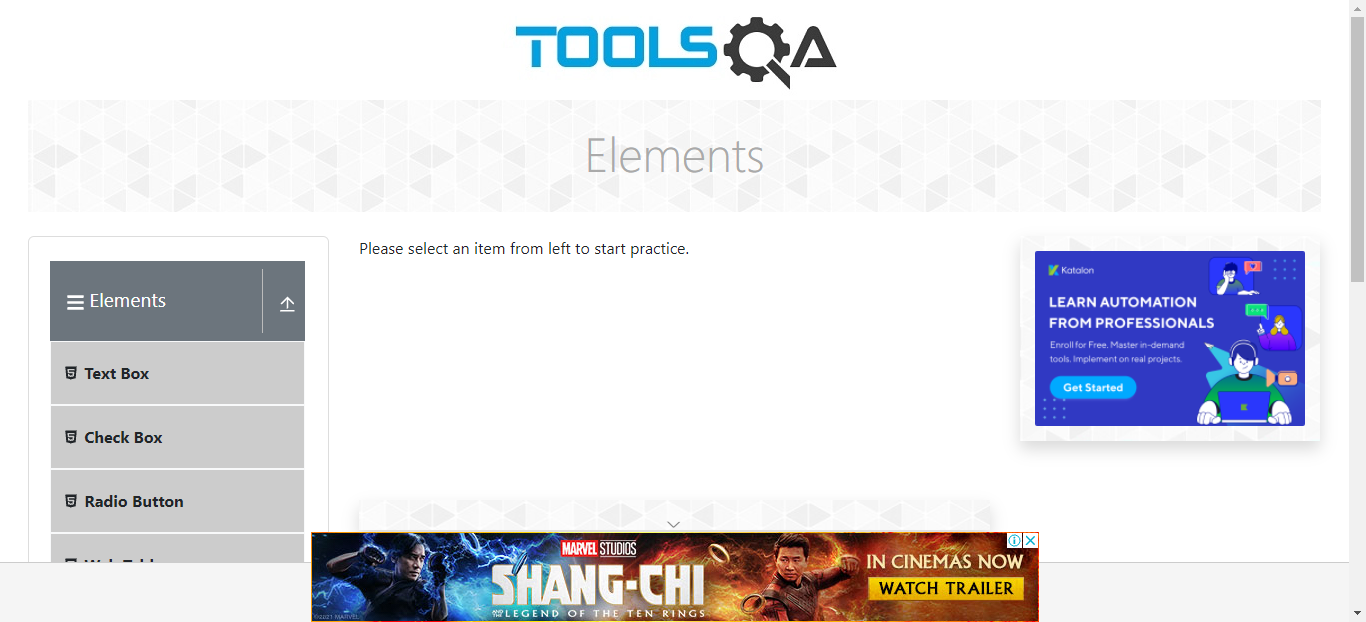 TOOLSQA
Elements
Elements
Text Box
Check Box
Radio Button
Please select an item from left to start practice.
Katalon
LEARN AUTOMATION
FROM PROFESSIONALS
Enroll for Free. Master in-demand
tools. Implement on real projects.
Get Started
MARVEL STUDIOS
SHANG-CHI
AND THE LEGEND OF THE TEN RINGS
©2021 MARVEL
IN CINEMAS NOW
WATCH TRAILER